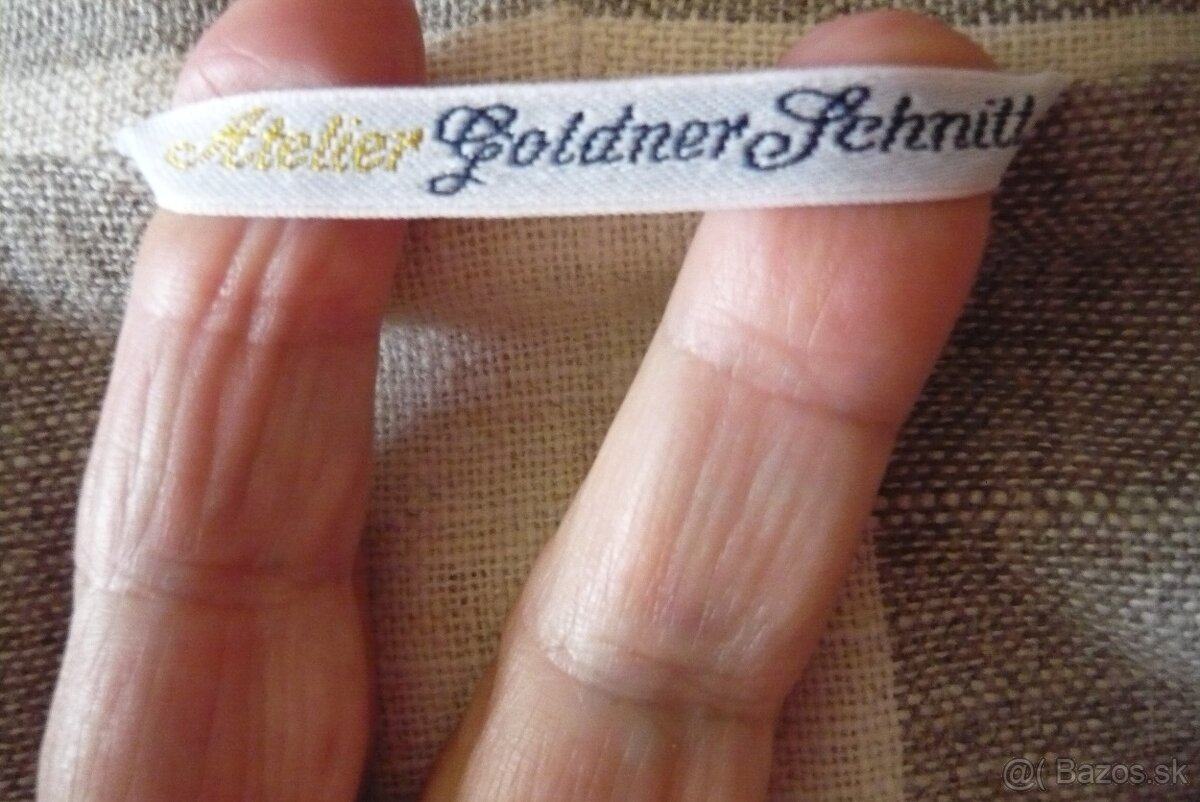 Atelier Goldner Schnitt
@( Bazos.sk